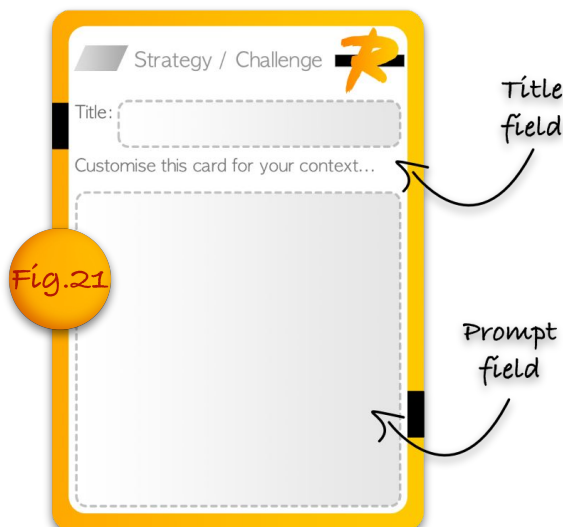 Strategy / Challenge R
Title:
Title
field
Customise this card for your context...
Fig.21
Prompt
field